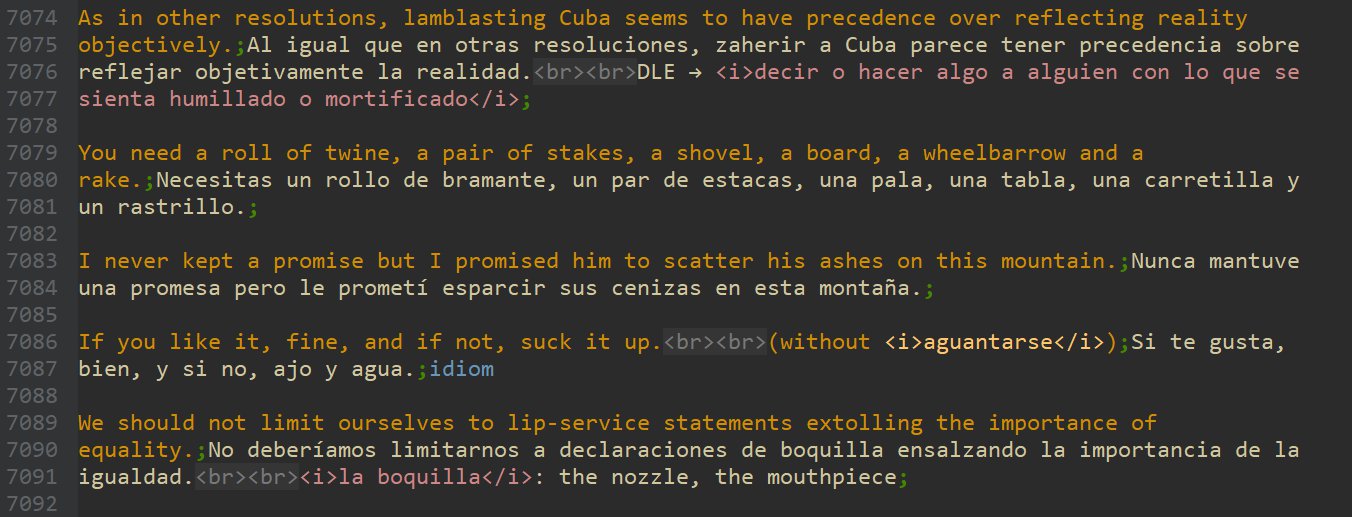 7074 As in other resolutions, lamblasting Cuba seems to have precedence over reflecting reality
7075 objectively.;Al igual que en otras resoluciones, zaherir a Cuba parece tener precedencia sobre
7076 reflejar objetivamente la realidad.<br><br>DLE → <i>decir o hacer algo a alguien con lo que se
7077 sienta humillado o mortificado</i>;
7078
7079 You need a roll of twine, a pair of stakes, a shovel, a board, a wheelbarrow and a
7080 rake.;Necesitas un rollo de bramante, un par de estacas, una pala, una tabla, una carretilla y
7081 un rastrillo.;
7082
7083 I never kept a promise but I promised him to scatter his ashes on this mountain.;Nunca mantuve
7084 una promesa pero le prometí esparcir sus cenizas en esta montaña.;
7085
7086 If you like it, fine, and if not, suck it up.<br><br>(without <i>aguantarse</i>);Si te gusta,
7087 bien, y si no, ajo y agua.;idiom
7088
7089 We should not limit ourselves to lip-service statements extolling the importance of
7090 equality.;No deberíamos limitarnos a declaraciones de boquilla ensalzando la importancia de la
7091 igualdad.<br><br><i>la boquilla</i>: the nozzle, the mouthpiece;
7092